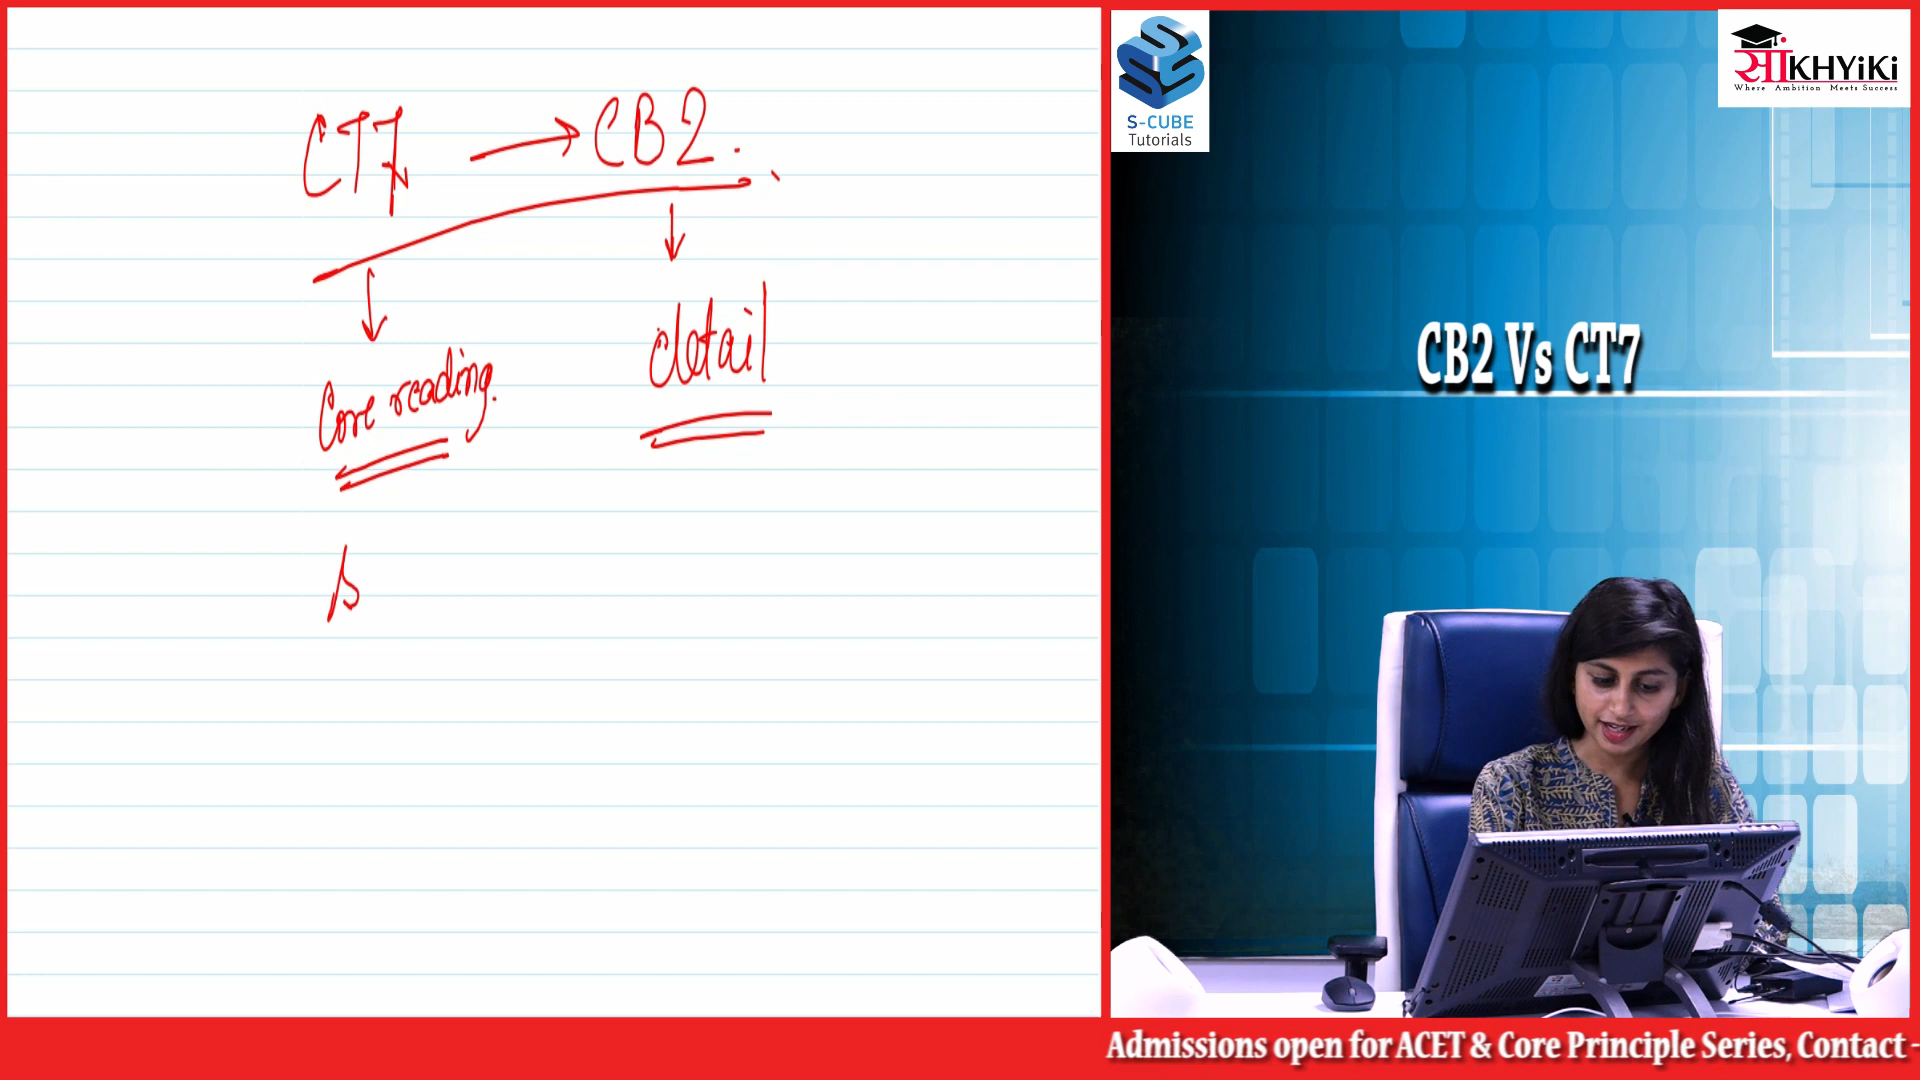 CT7 → CB2.
Core reading.
detail
S
S-CUBE
Tutorials
सांKHYiKi
Where Ambition Meets Success
CB2 Vs CT7
Admissions open for ACET & Core Principle Series, Contact -